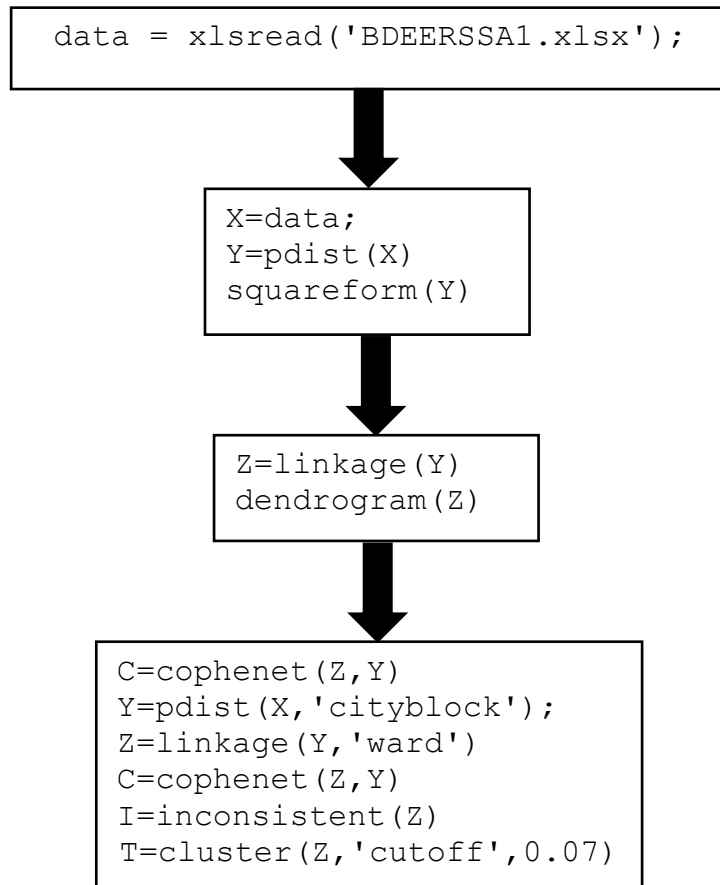 data = xlsread('BDEERSSA1.xlsx');
X=data;
Y=pdist(X)
squareform(Y)
Z=linkage(Y)
dendrogram(Z)
C=cophenet(Z,Y)
Y=pdist(X,'cityblock');
Z=linkage(Y,'ward')
C=cophenet(Z,Y)
I=inconsistent(Z)
T=cluster(Z,'cutoff',0.07)